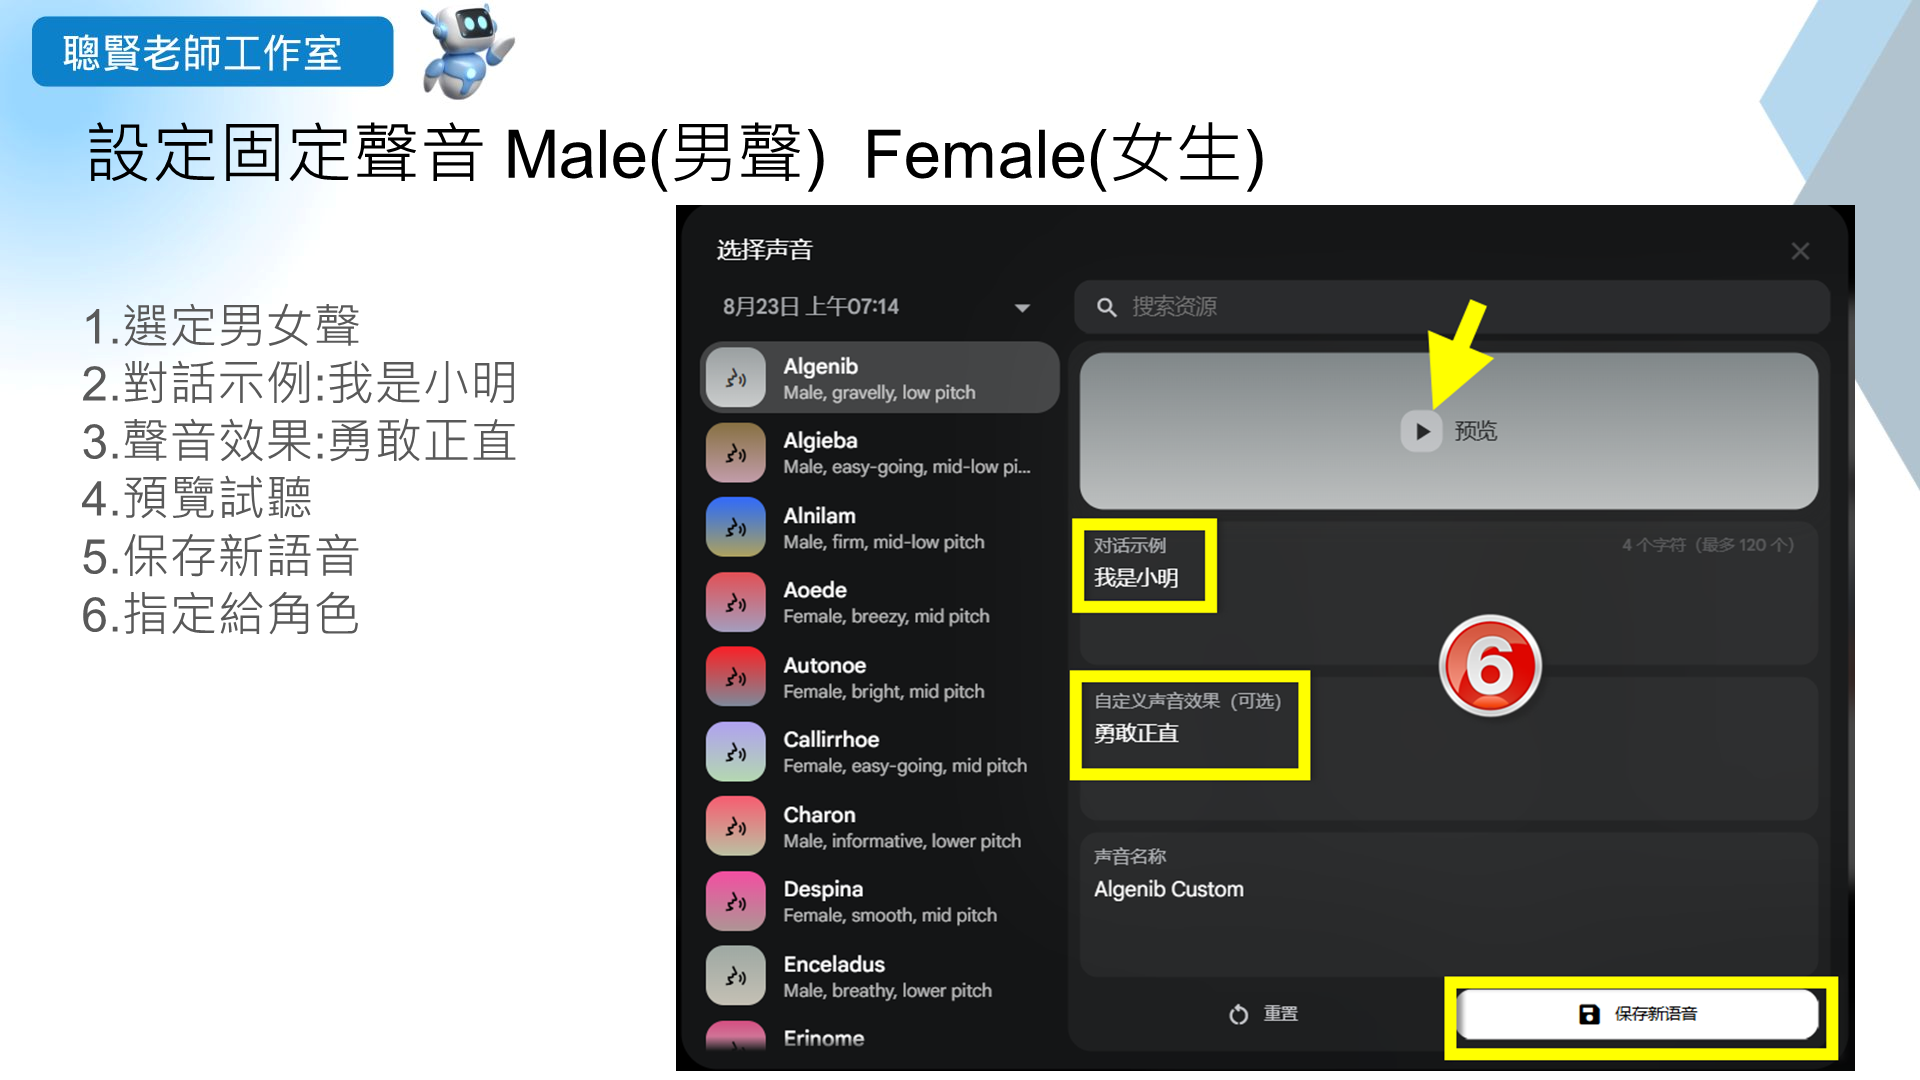 聰賢老師工作室
設定固定聲音 Male(男聲)  Female(女生)
1.選定男女聲
2.對話示例:我是小明
3.聲音效果:勇敢正直
4.預覽試聽
5.保存新語音
6.指定給角色
选择声音
8月23日 上午07:14
搜索资源
Algenib
Male, gravelly, low pitch
Algieba
Male, easy-going, mid-low pi...
Alnilam
Male, firm, mid-low pitch
Aoede
Female, breezy, mid pitch
Autonoe
Female, bright, mid pitch
Callirrhoe
Female, easy-going, mid pitch
Charon
Male, informative, lower pitch
Despina
Female, smooth, mid pitch
Enceladus
Male, breathy, lower pitch
Erinome
预览
对话示例
4 个字符（最多 120 个）
我是小明
6
自定义声音效果（可选）
勇敢正直
声音名称
Algenib Custom
重置
保存新语音